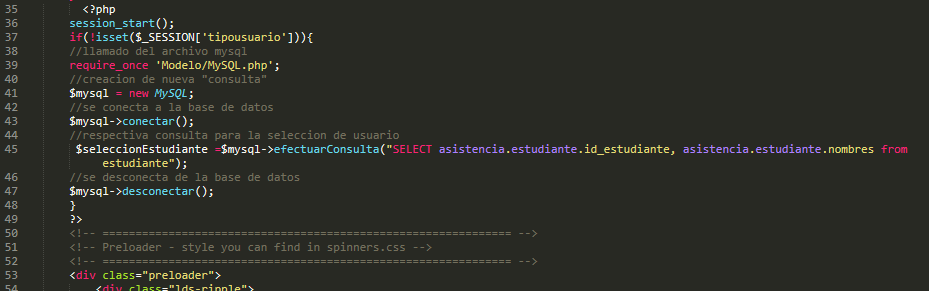 35 <?php
36 session_start();
37 if(!isset($_SESSION['tipousuario'])){
38 //llamado del archivo mysql
39 require_once 'Modelo/MySQL.php';
40 //creacion de nueva "consulta"
41 $mysql = new MySQL;
42 //se conecta a la base de datos
43 $mysql->conectar();
44 //respectiva consulta para la seleccion de usuario
45 $seleccionEstudiante =$mysql->efectuarConsulta("SELECT asistencia.estudiante.id_estudiante, asistencia.estudiante.nombres from
estudiante");
46 //se desconecta de la base de datos
47 $mysql->desconectar();
48 }
49 ?>
50 <!-- ============================================================== -->
51 <!-- Preloader - style you can find in spinners.css -->
52 <!-- ============================================================== -->
53 <div class="preloader">
54 <div class="lds-ripple">